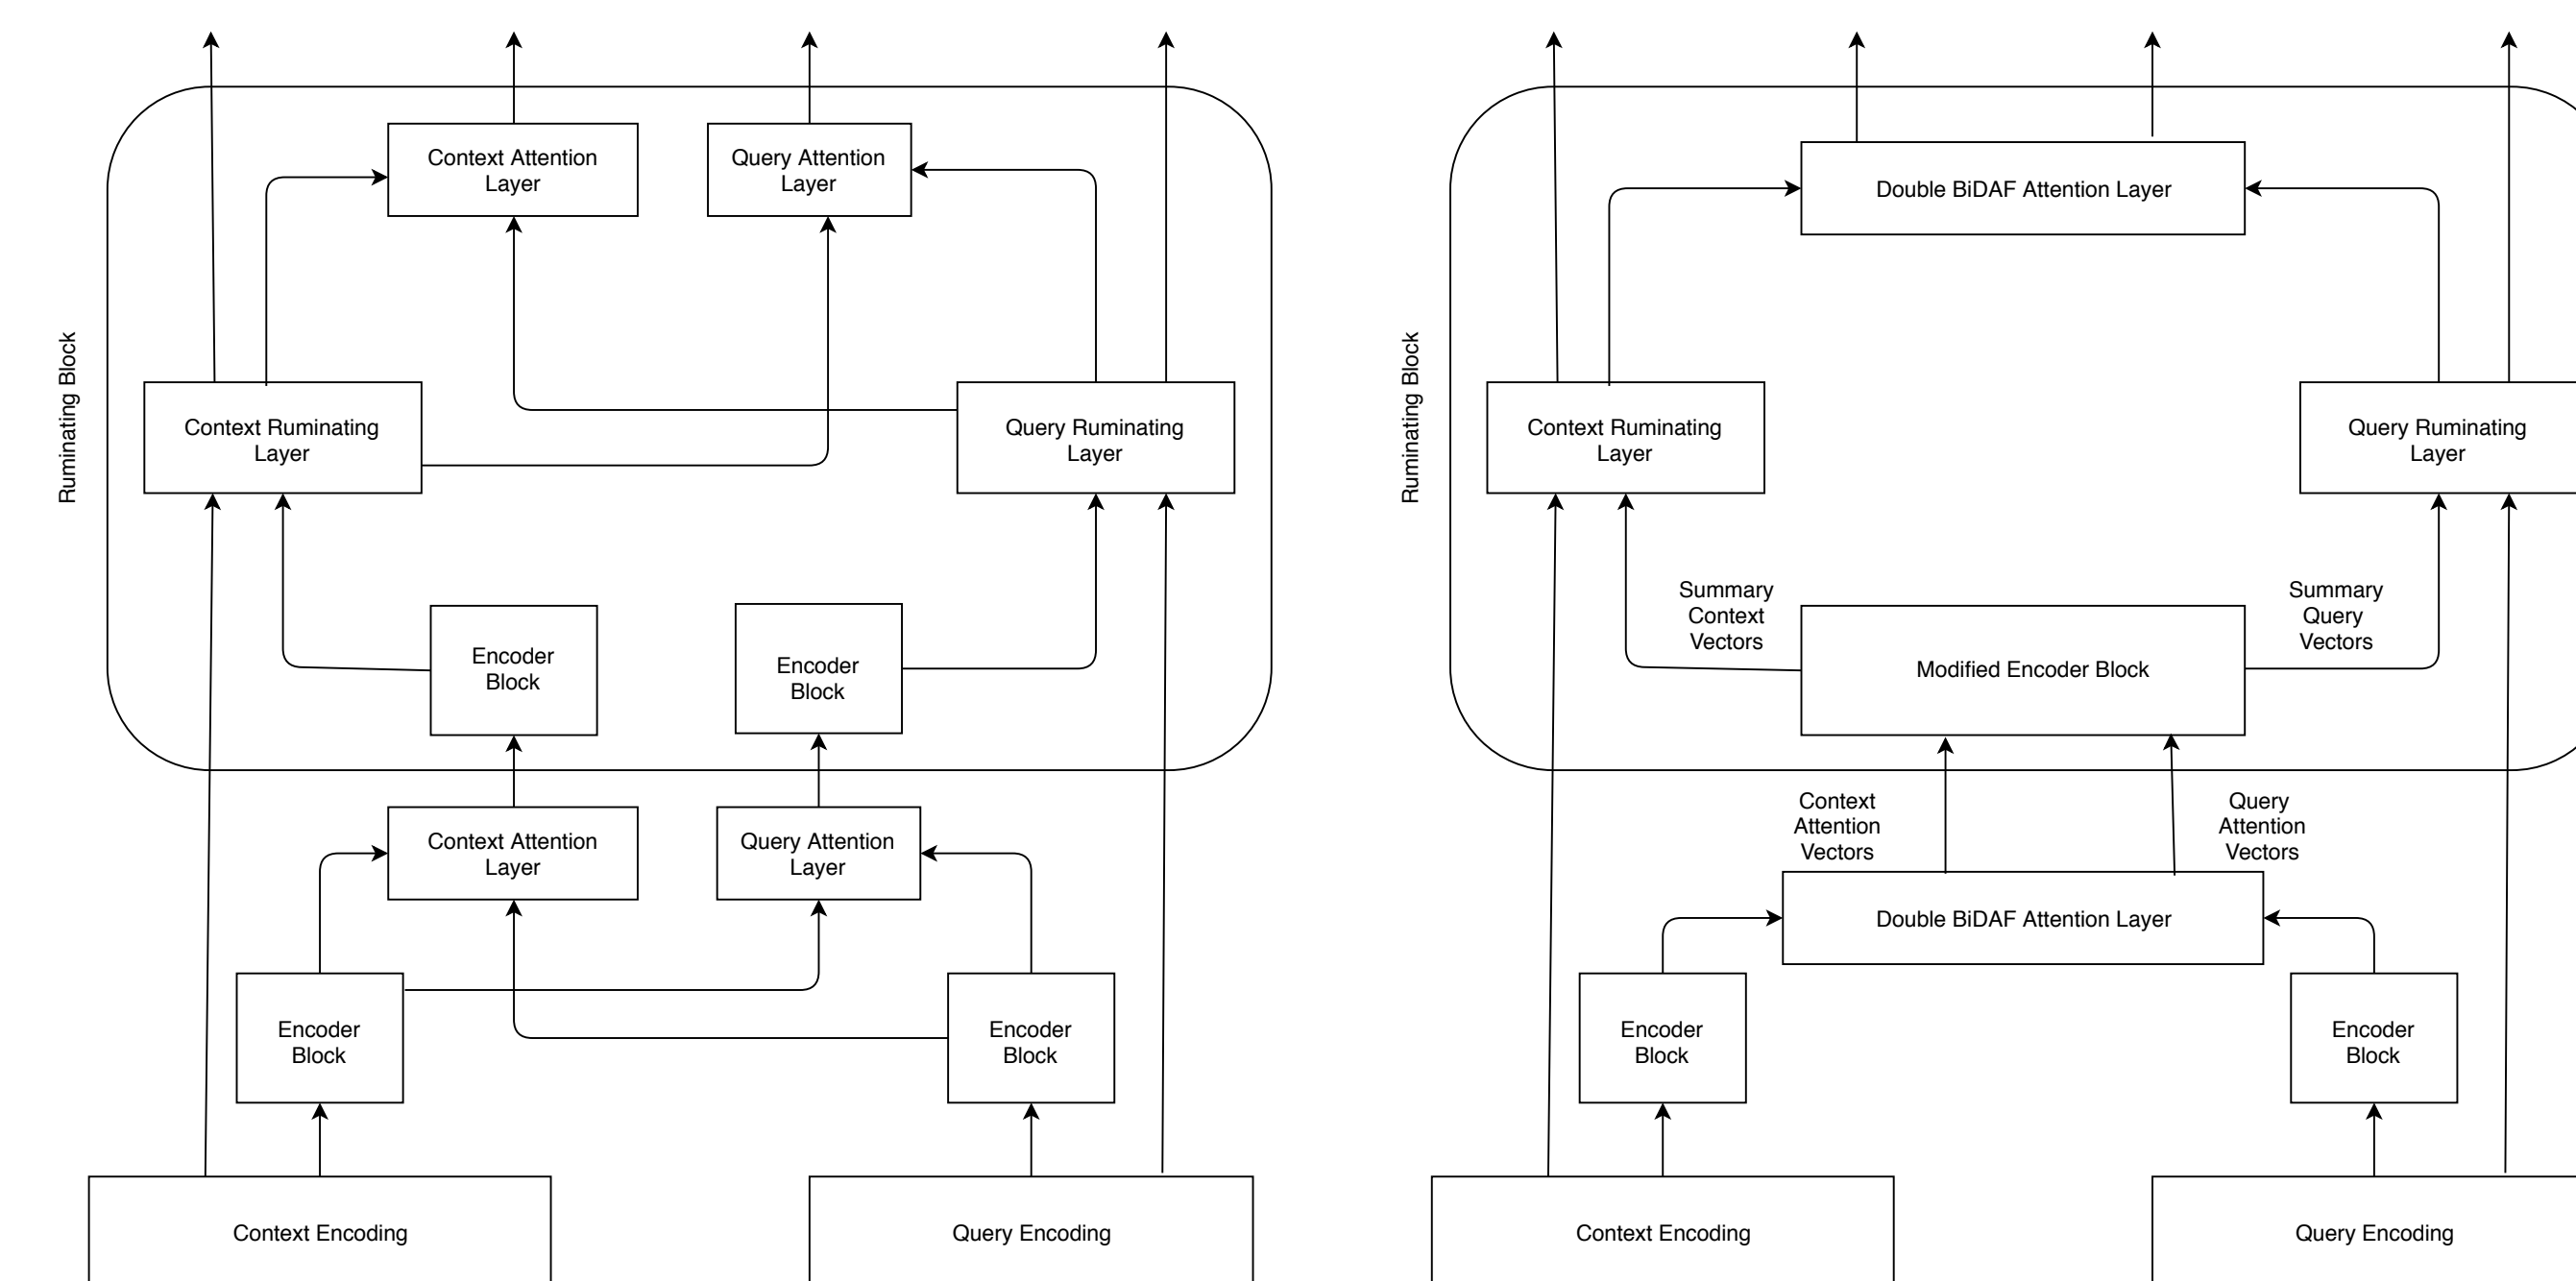 Context Attention
Layer
Query Attention
Layer
Context Ruminating
Layer
Query Ruminating
Layer
Ruminating Block
Encoder
Block
Encoder
Block
Context Attention
Layer
Query Attention
Layer
Encoder
Block
Encoder
Block
Context Encoding
Query Encoding
Double BiDAF Attention Layer
Ruminating Block
Context Ruminating
Layer
Query Ruminating
Layer
Summary
Context
Vectors
Summary
Query
Vectors
Modified Encoder Block
Context
Attention
Vectors
Query
Attention
Vectors
Double BiDAF Attention Layer
Encoder
Block
Encoder
Block
Context Encoding
Query Encoding